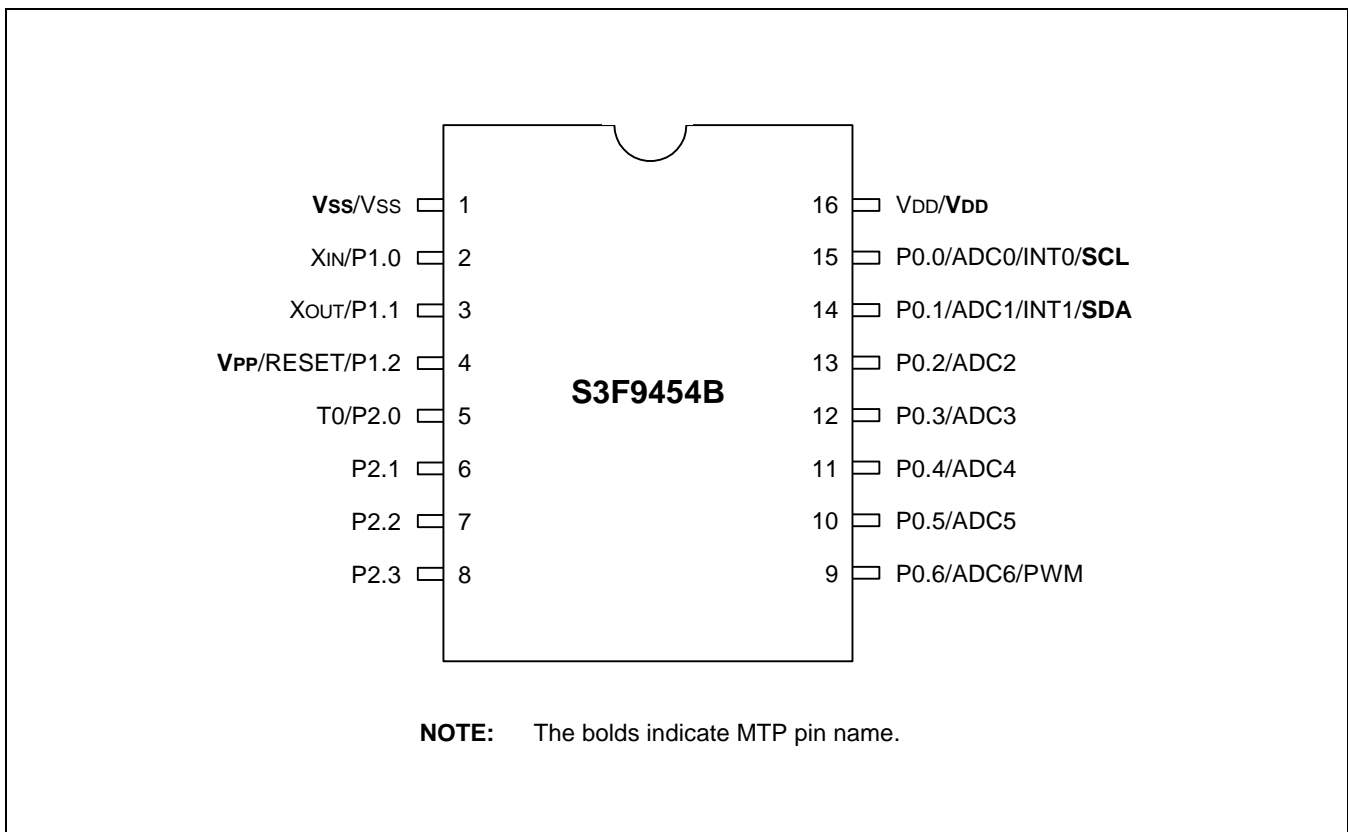 VSS/VSS 1 16 VDD/VDD
XIN/P1.0 2 15 P0.0/ADC0/INT0/SCL
XOUT/P1.1 3 14 P0.1/ADC1/INT1/SDA
VPP/RESET/P1.2 4 13 P0.2/ADC2
S3F9454B
T0/P2.0 5 12 P0.3/ADC3
P2.1 6 11 P0.4/ADC4
P2.2 7 10 P0.5/ADC5
P2.3 8 9 P0.6/ADC6/PWM
NOTE: The bolds indicate MTP pin name.